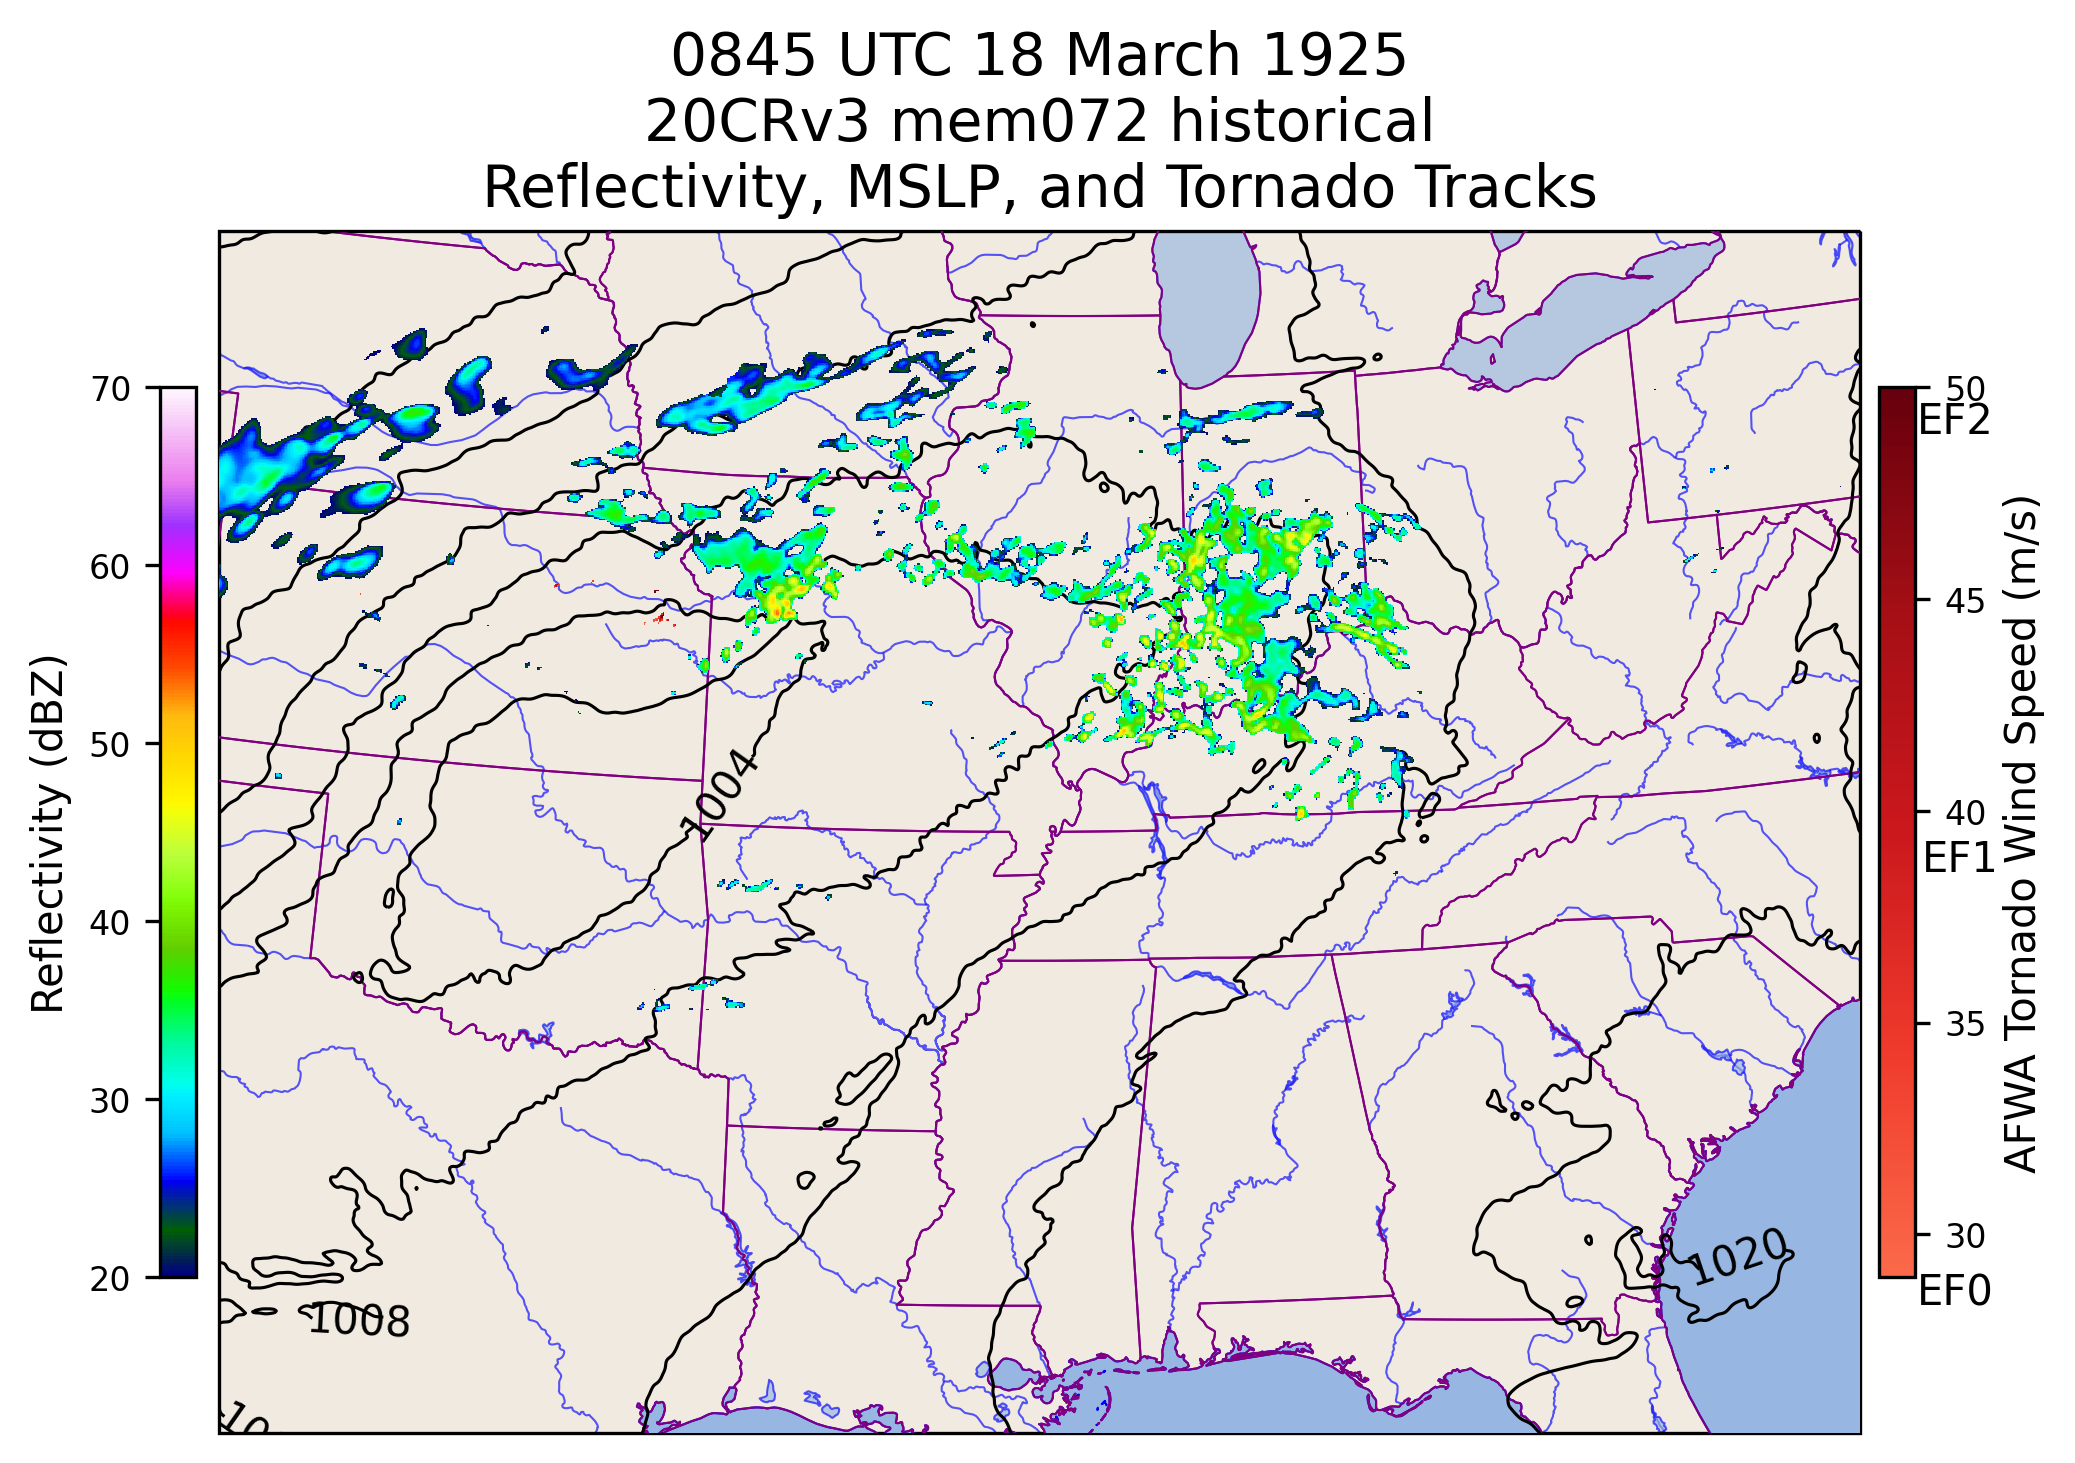 0845 UTC 18 March 1925
20CRv3 mem072 historical
Reflectivity, MSLP, and Tornado Tracks
Reflectivity (dBZ)
70
60
50
40
30
20
1004
1008
10
1020
50
EF2
45
40
EF1
35
30
EF0
AFWA Tornado Wind Speed (m/s)